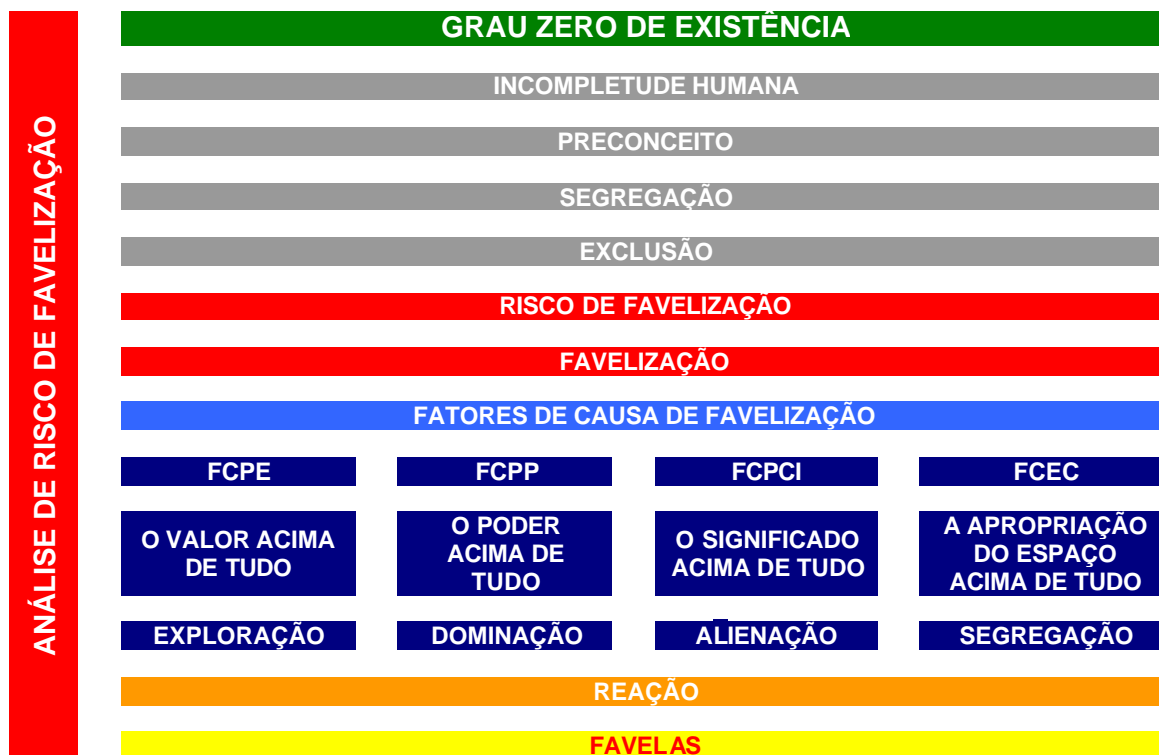 ANÁLISE DE RISCO DE FAVELIZAÇÃO
GRAU ZERO DE EXISTÊNCIA
INCOMPLETUDE HUMANA
PRECONCEITO
SEGREGAÇÃO
EXCLUSÃO
RISCO DE FAVELIZAÇÃO
FAVELIZAÇÃO
FATORES DE CAUSA DE FAVELIZAÇÃO
FCPE
FCPP
FCPCI
FCEC
O VALOR ACIMA
DE TUDO
O PODER
ACIMA DE
TUDO
O SIGNIFICADO
ACIMA DE TUDO
A APROPRIAÇÃO
DO ESPAÇO
ACIMA DE TUDO
EXPLORAÇÃO
DOMINAÇÃO
ALIENAÇÃO
SEGREGAÇÃO
REAÇÃO
FAVELAS